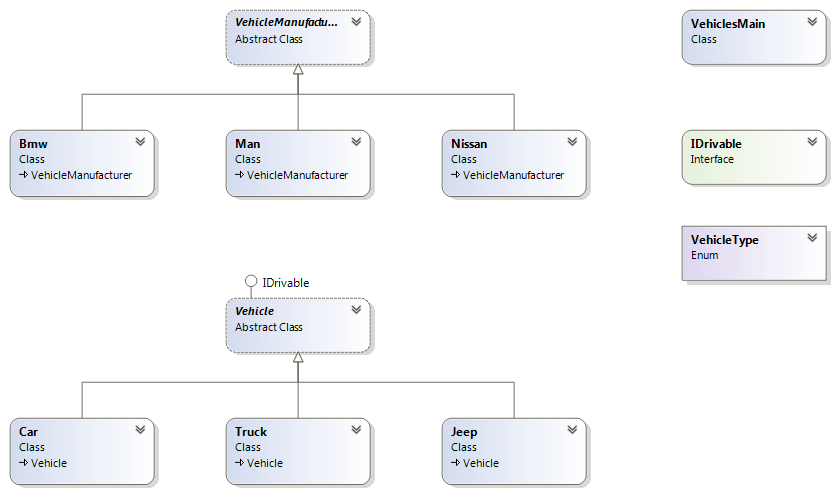 VehicleManufactu...
Abstract Class
VehiclesMain
Class
Bmw
Class
VehicleManufacturer
Man
Class
VehicleManufacturer
Nissan
Class
VehicleManufacturer
IDrivable
Interface
VehicleType
Enum
IDrivable
Vehicle
Abstract Class
Car
Class
Vehicle
Truck
Class
Vehicle
Jeep
Class
Vehicle